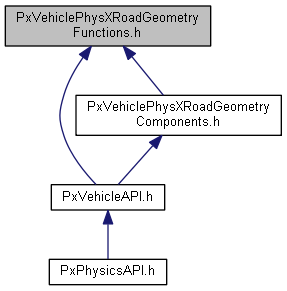 PxVehiclePhysXRoadGeometry
Functions.h
PxVehiclePhysXRoadGeometry
Components.h
PxVehicleAPI.h
PxPhysicsAPI.h